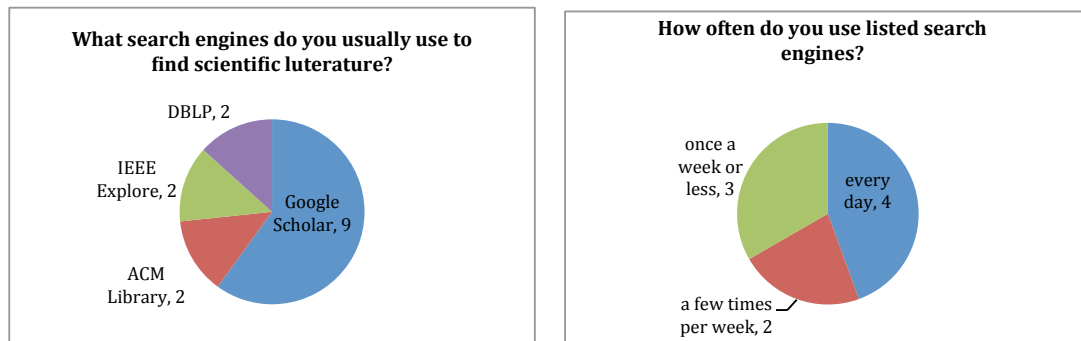 What search engines do you usually use to
find scientific luterature?
DBLP, 2
IEEE
Explore, 2
Google
Scholar, 9
ACM
Library, 2
How often do you use listed search
engines?
once a
week or
less, 3
every
day, 4
a few times
per week, 2